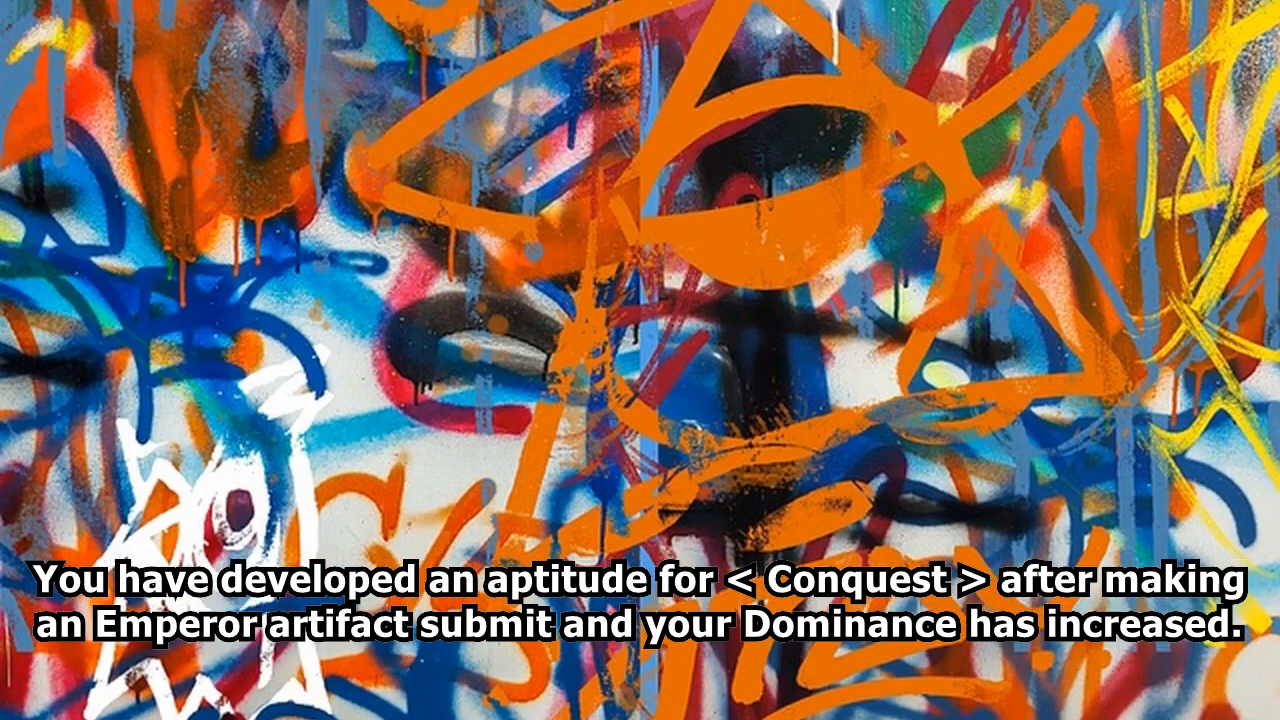 You have developed an aptitude for < Conquest > after making
an Emperor artifact submit and your Dominance has increased.